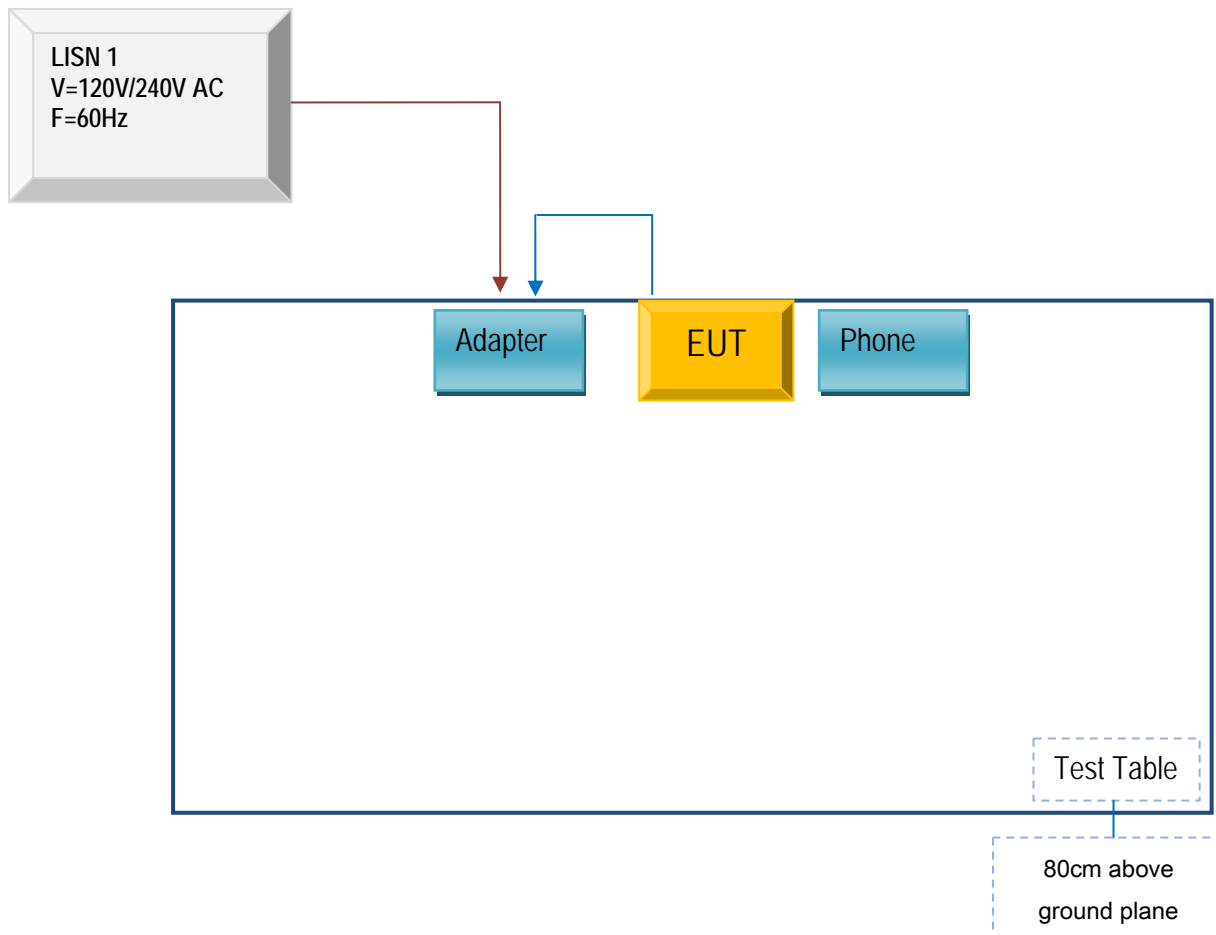 LISN 1
V=120V/240V AC
F=60Hz
Adapter
EUT
Phone
Test Table
80cm above
ground plane